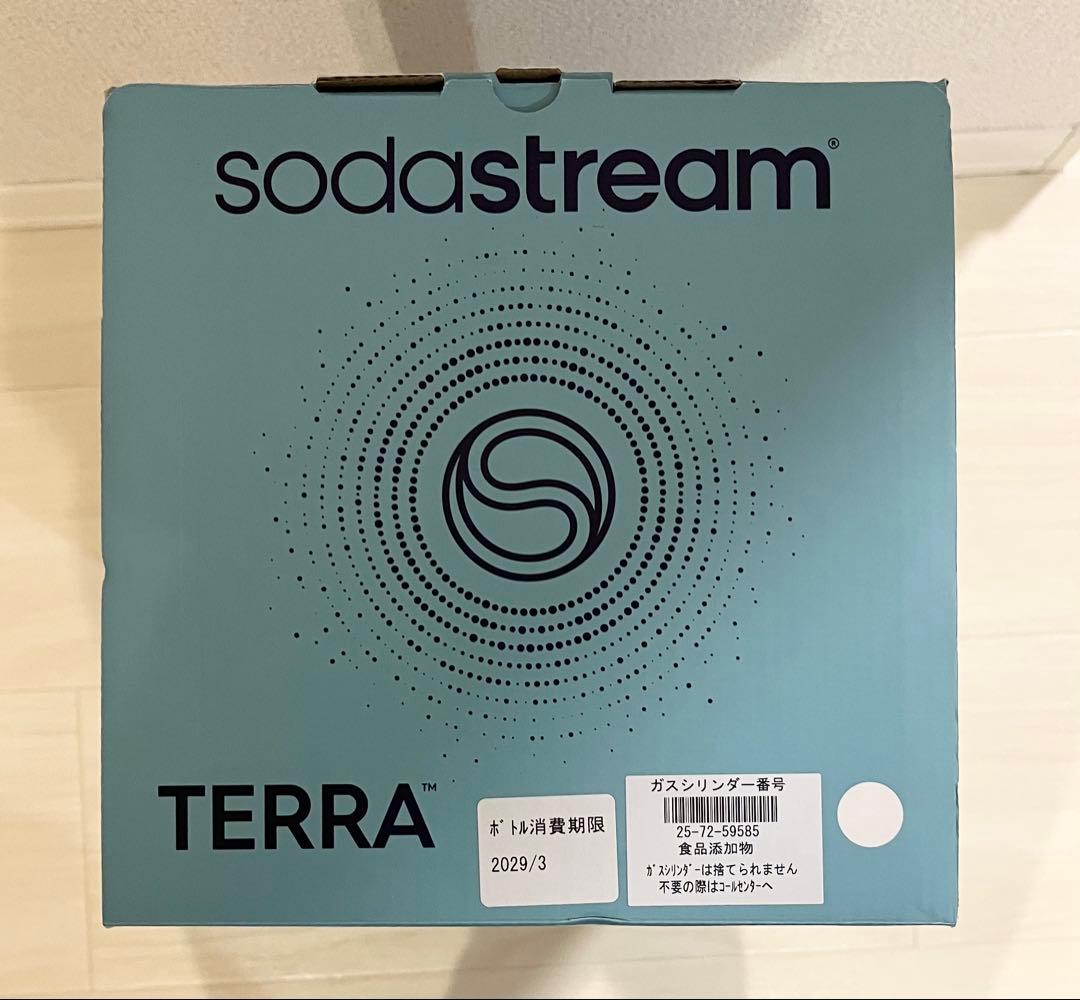 sodastream®
TERRA™
ﾎﾞﾄﾙ消費期限
2029/3
ガスシリンダー番号
25-72-59585
食品添加物
ｶﾞｽｼﾘﾝﾀﾞｰは捨てられません
不要の際はｺｰﾙｾﾝﾀｰへ